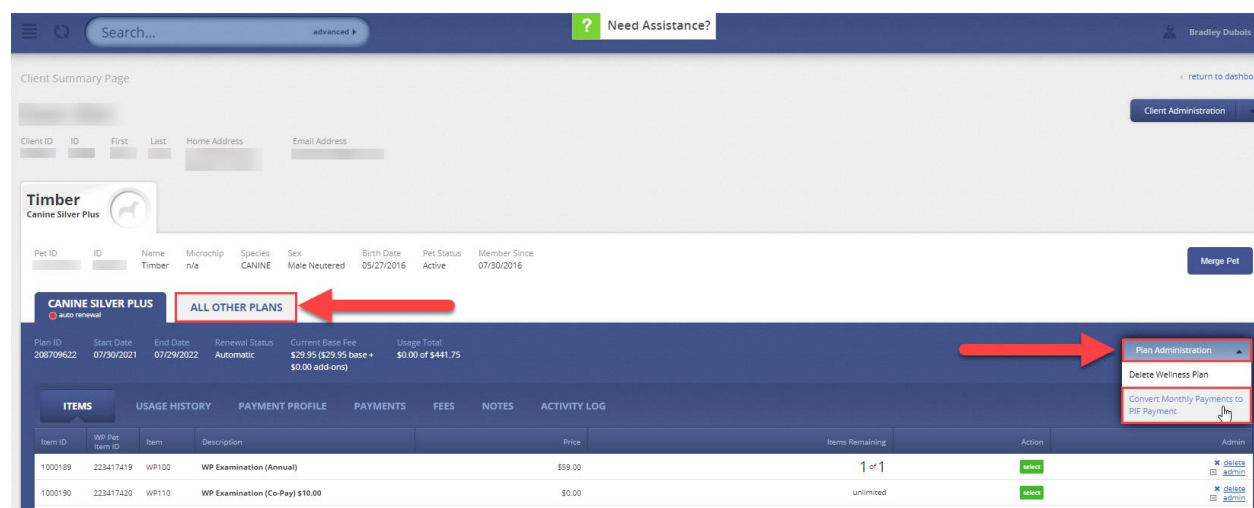 Search...
advanced
? Need Assistance?
Bradley Dubois
Client Summary Page
‹ return to dashbo
Client Administration
Client ID ID First Last Home Address Email Address
Timber
Canine Silver Plus
Pet ID ID Name Microchip Species Sex Birth Date Pet Status Member Since
Timber n/a CANINE Male Neutered 05/27/2016 Active 07/30/2016
Merge Pet
CANINE SILVER PLUS
auto renewal
ALL OTHER PLANS
Plan ID Start Date End Date Renewal Status Current Base Fee Usage Total
208709622 07/30/2021 07/29/2022 Automatic $29.95 ($29.95 base + $0.00 of $441.75
$0.00 add-ons)
Plan Administration
Delete Wellness Plan
Convert Monthly Payments to
PIF Payment
ITEMS USAGE HISTORY PAYMENT PROFILE PAYMENTS FEES NOTES ACTIVITY LOG
Item ID WP Pet Item Description Price Items Remaining Action Admin
Item ID
1000189 223417419 WP100 WP Examination (Annual) $59.00 1 of 1 select delete
admin
1000190 223417420 WP110 WP Examination (Co-Pay) $10.00 $0.00 unlimited select delete
admin